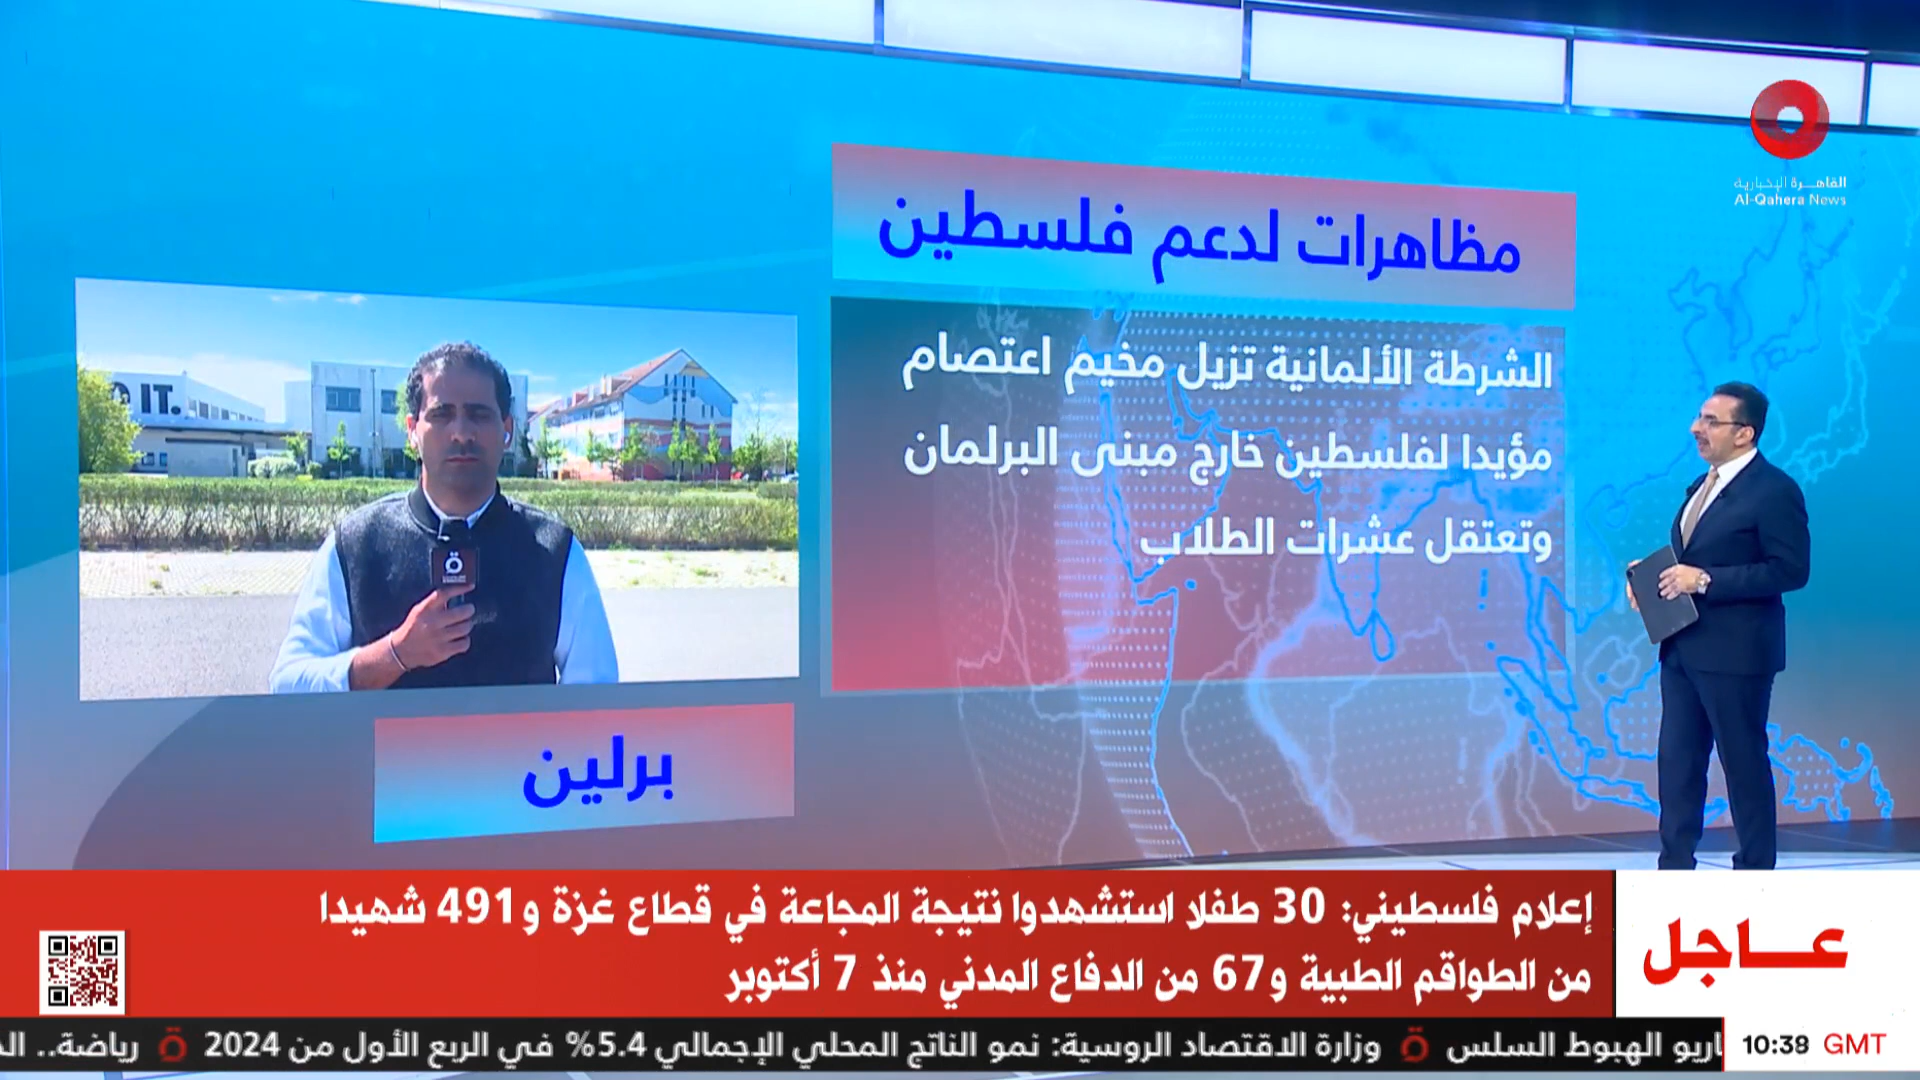 القاهرة الإخبارية
Al-Qahera News
مظاهرات لدعم فلسطين
الشرطة الألمانية تزيل مخيم اعتصام
مؤيدا لفلسطين خارج مبنى البرلمان
وتعتقل عشرات الطلاب
IT.
برلين
عاجل
إعلام فلسطيني: 30 طفلا استشهدوا نتيجة المجاعة في قطاع غزة و491 شهيدا
من الطواقم الطبية و67 من الدفاع المدني منذ 7 أكتوبر
10:38 GMT
الهبوط السلس وزارة الاقتصاد الروسية: نمو الناتج المحلي الإجمالي 5.4% في الربع الأول من 2024 رياضة..